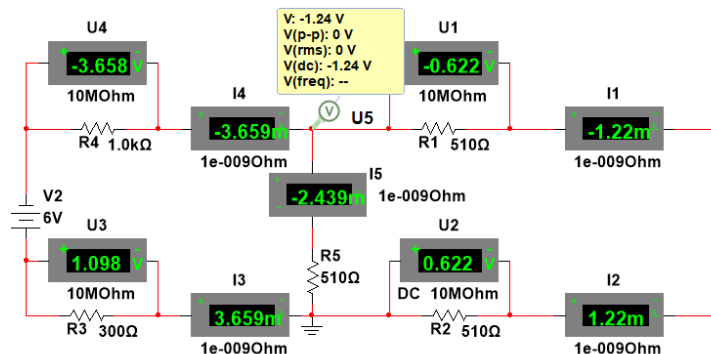 U4
V: -1.24 V
V(p-p): 0 V
V(rms): 0 V
V(dc): -1.24 V
V(freq): --
U1
+ -3.658 - V
+ -0.622 - V
10MOhm
10MOhm
I4
V
U5
I1
-3.659m
-1.22m
R4 1.0kΩ
R1 510Ω
1e-009Ohm
1e-009Ohm
I5
-2.439m
1e-009Ohm
V2
6V
U3
U2
R5
510Ω
+ 1.098 - V
+ 0.622 - V
10MOhm
DC 10MOhm
I3
I2
3.659m
1.22m
R3 300Ω
R2 510Ω
1e-009Ohm
1e-009Ohm